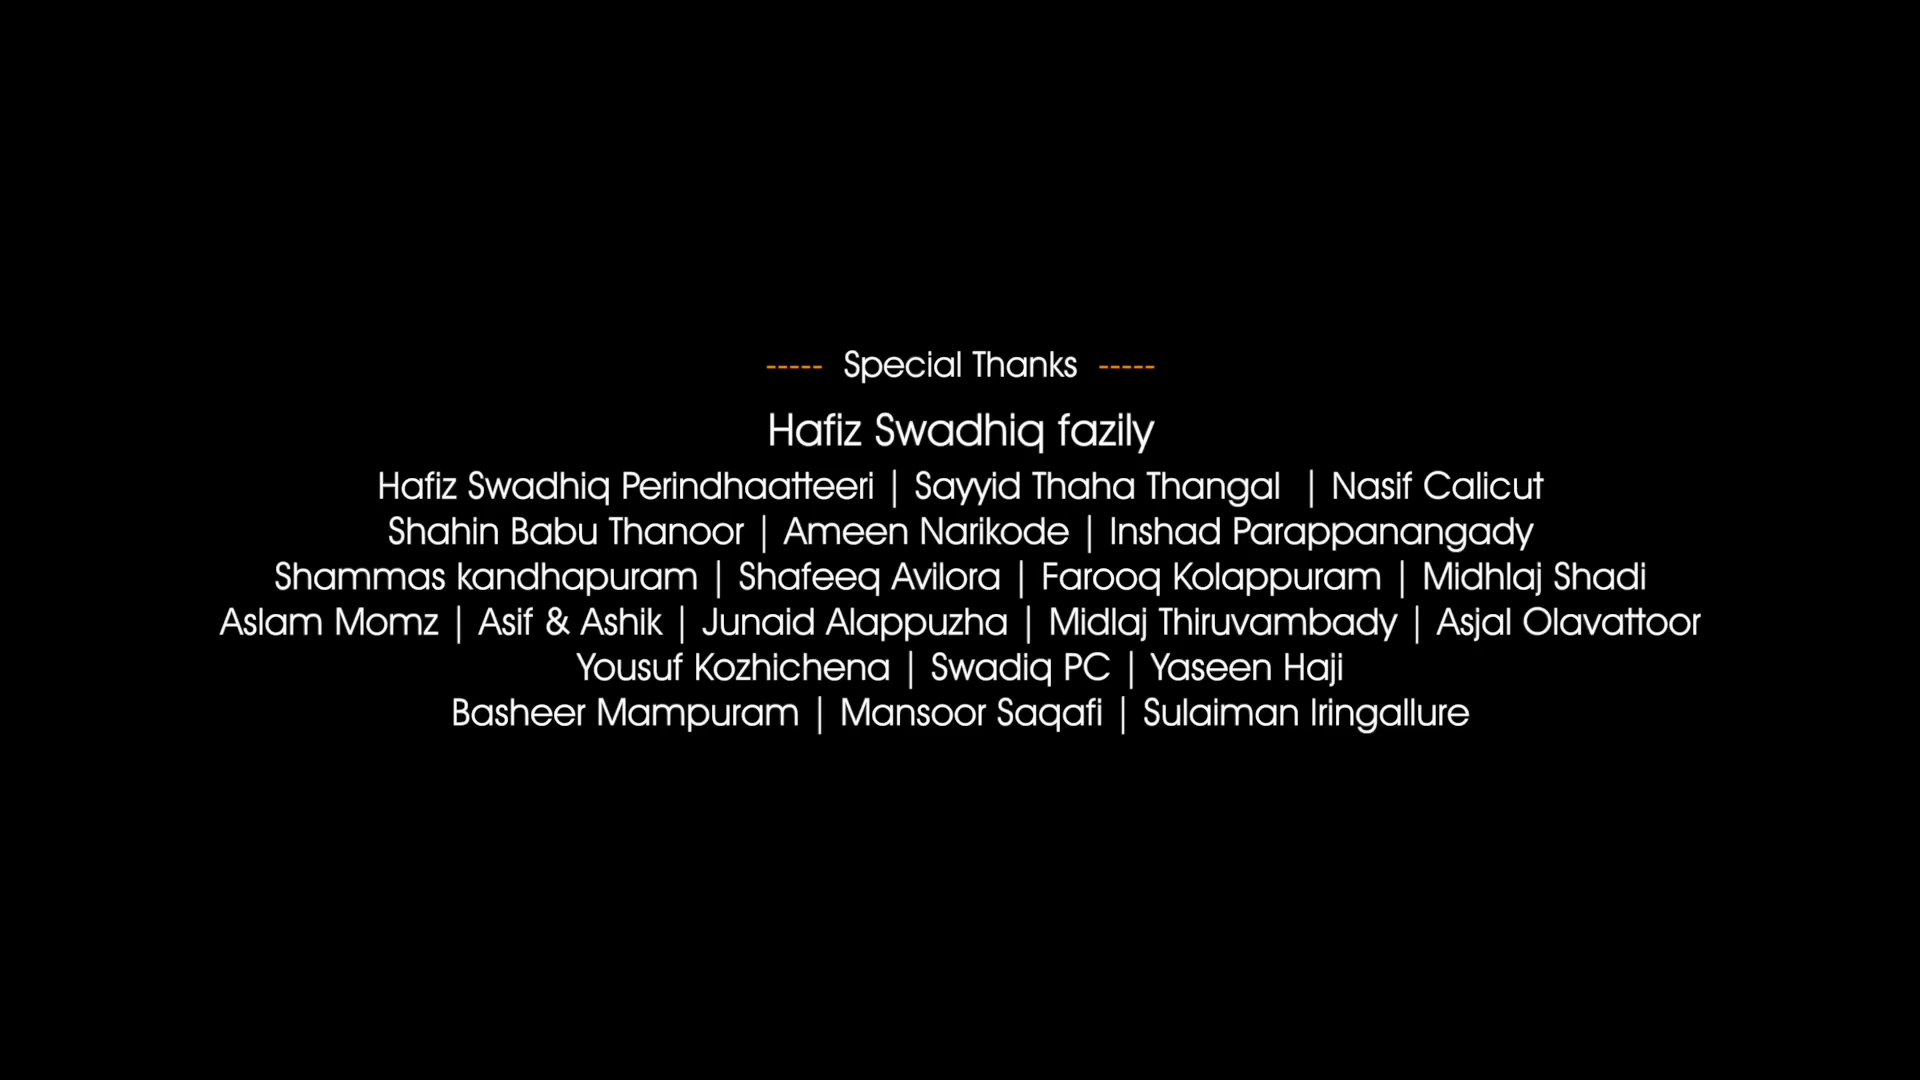 ----- Special Thanks -----
Hafiz Swadhiq fazily
Hafiz Swadhiq Perindhaatteeri | Sayyid Thaha Thangal | Nasif Calicut
Shahin Babu Thanoor | Ameen Narikode | Inshad Parappanangady
Shammas kandhapuram | Shafeeq Avilora | Farooq Kolappuram | Midhlaj Shadi
Aslam Momz | Asif & Ashik | Junaid Alappuzha | Midlaj Thiruvambady | Asjal Olavattoor
Yousuf Kozhichena | Swadiq PC | Yaseen Haji
Basheer Mampuram | Mansoor Saqafi | Sulaiman Iringallure